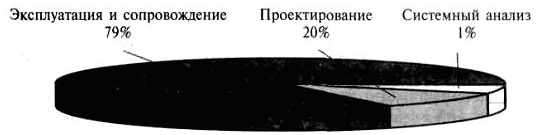 Эксплуатация и сопровождение
79%
Проектирование
20%
Системный анализ
1%